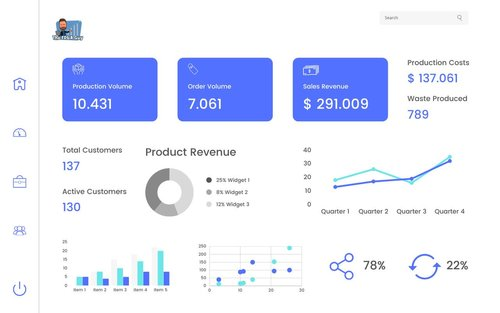 Search
Production Volume
10.431
Order Volume
7.061
Sales Revenue
$ 291.009
Production Costs
$ 137.061
Waste Produced
789
Total Customers
137
Active Customers
130
Product Revenue
25% Widget 1
8% Widget 2
12% Widget 3
40
30
20
10
0
Quarter 1 Quarter 2 Quarter 3 Quarter 4
25
20
15
10
5
0
Item 1 Item 2 Item 3 Item 4 Item 5
250
200
150
100
50
0
0 10 20 30
78%
22%